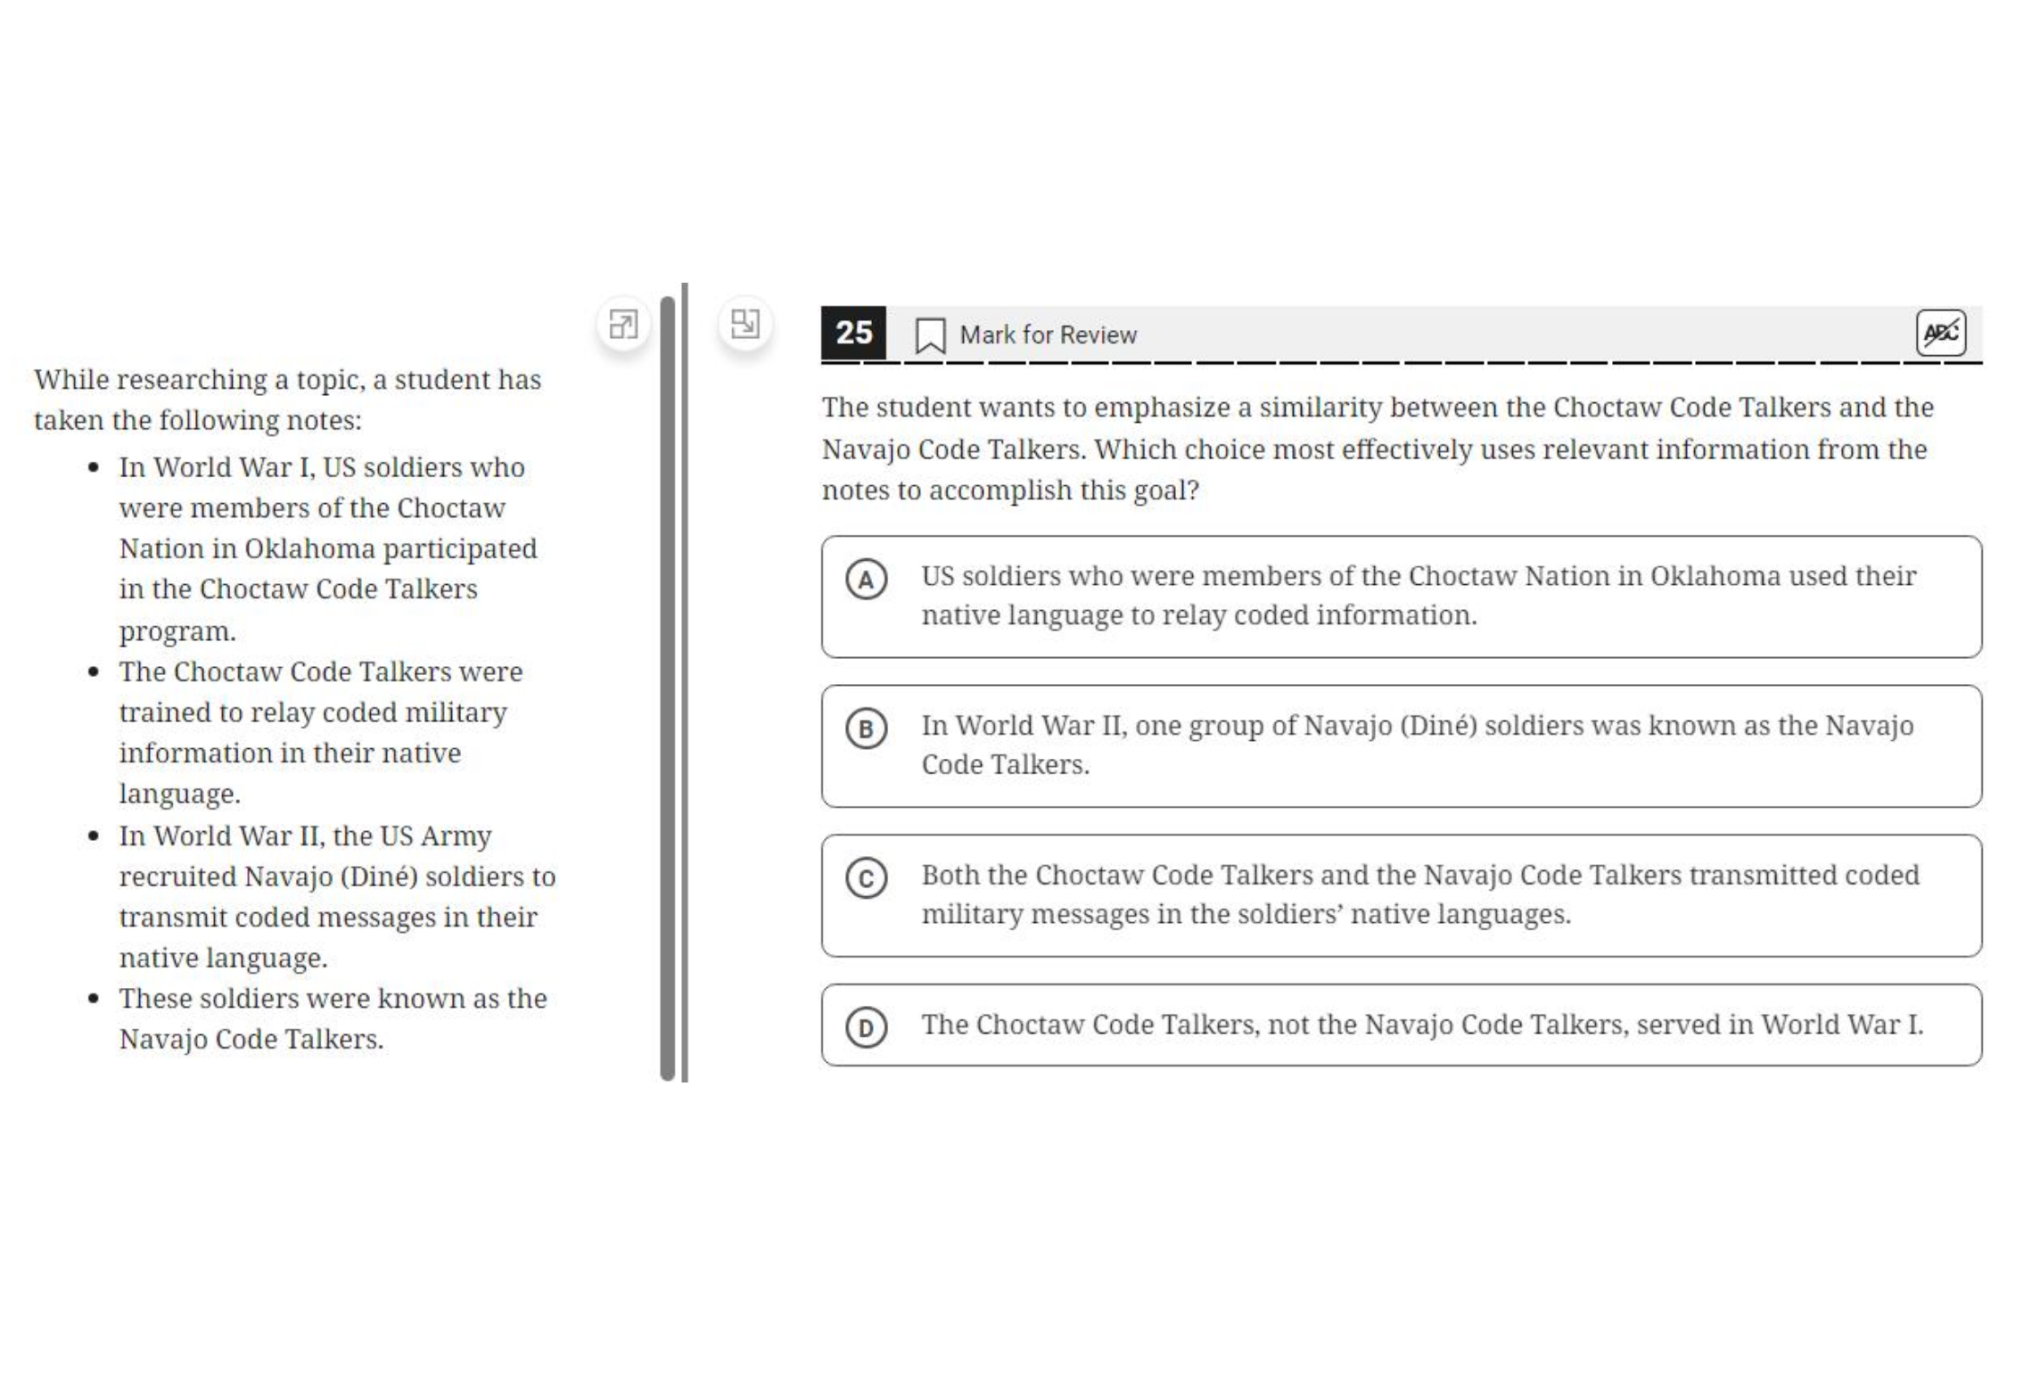 While researching a topic, a student has
taken the following notes:
• In World War I, US soldiers who
were members of the Choctaw
Nation in Oklahoma participated
in the Choctaw Code Talkers
program.
• The Choctaw Code Talkers were
trained to relay coded military
information in their native
language.
• In World War II, the US Army
recruited Navajo (Diné) soldiers to
transmit coded messages in their
native language.
• These soldiers were known as the
Navajo Code Talkers.
25 Mark for Review ABC
The student wants to emphasize a similarity between the Choctaw Code Talkers and the
Navajo Code Talkers. Which choice most effectively uses relevant information from the
notes to accomplish this goal?
A US soldiers who were members of the Choctaw Nation in Oklahoma used their
native language to relay coded information.
B In World War II, one group of Navajo (Diné) soldiers was known as the Navajo
Code Talkers.
C Both the Choctaw Code Talkers and the Navajo Code Talkers transmitted coded
military messages in the soldiers’ native languages.
D The Choctaw Code Talkers, not the Navajo Code Talkers, served in World War I.